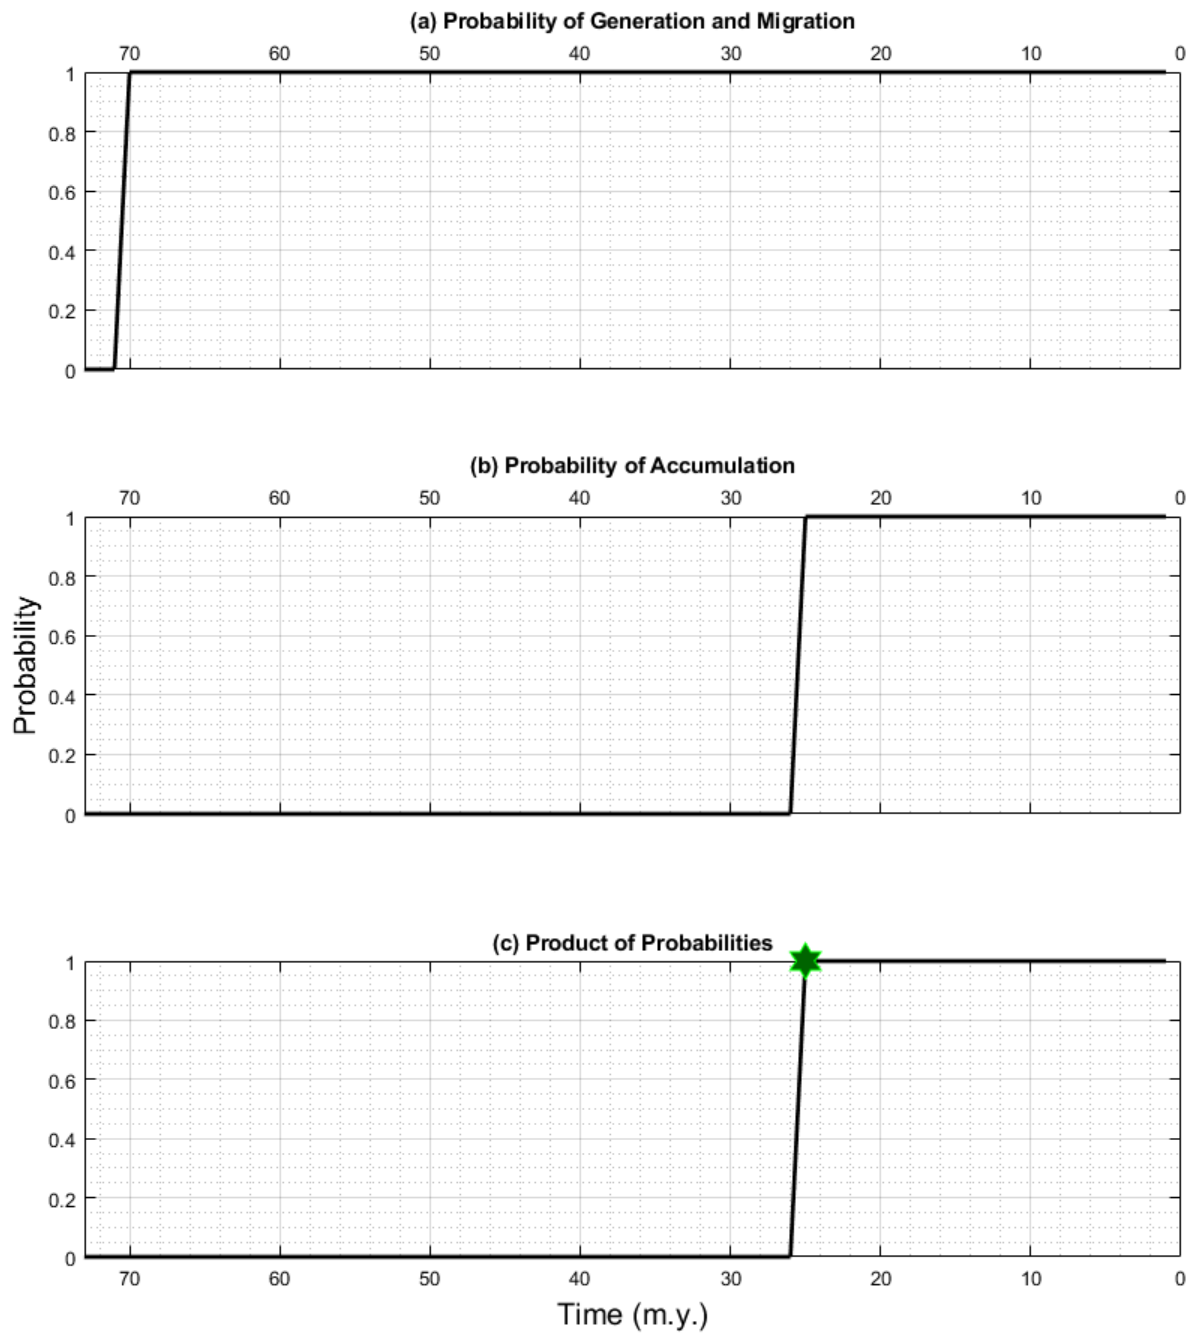 (a) Probability of Generation and Migration
70 60 50 40 30 20 10 0
1
0.8
0.6
0.4
0.2
0
(b) Probability of Accumulation
70 60 50 40 30 20 10 0
1
0.8
0.6
0.4
0.2
0
Probability
(c) Product of Probabilities
1
0.8
0.6
0.4
0.2
0
70 60 50 40 30 20 10 0
Time (m.y.)